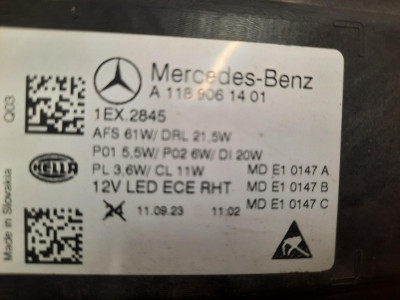 Mercedes-Benz
A 118 906 14 01
1EX.2845
AFS 61W/ DRL 21,5W
P01 5,5W/ P02 6W/ DI 20W
PL 3,6W/ CL 11W
12V LED ECE RHT
MD E1 0147 A
MD E1 0147 B
MD E1 0147 C
24 11.09.23 11:02
HELLA
Q03
Made in Slovakia